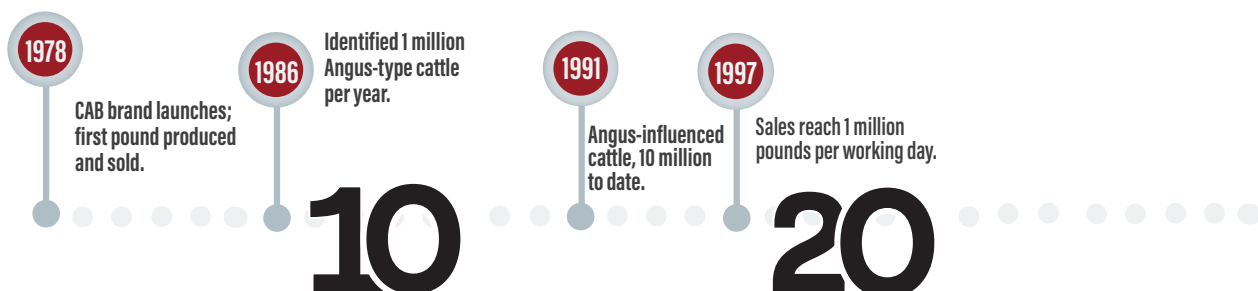 1978
CAB brand launches;
first pound produced
and sold.
1986
Identified 1 million
Angus-type cattle
per year.
10
1991
Angus-influenced
cattle, 10 million
to date.
1997
Sales reach 1 million
pounds per working day.
20